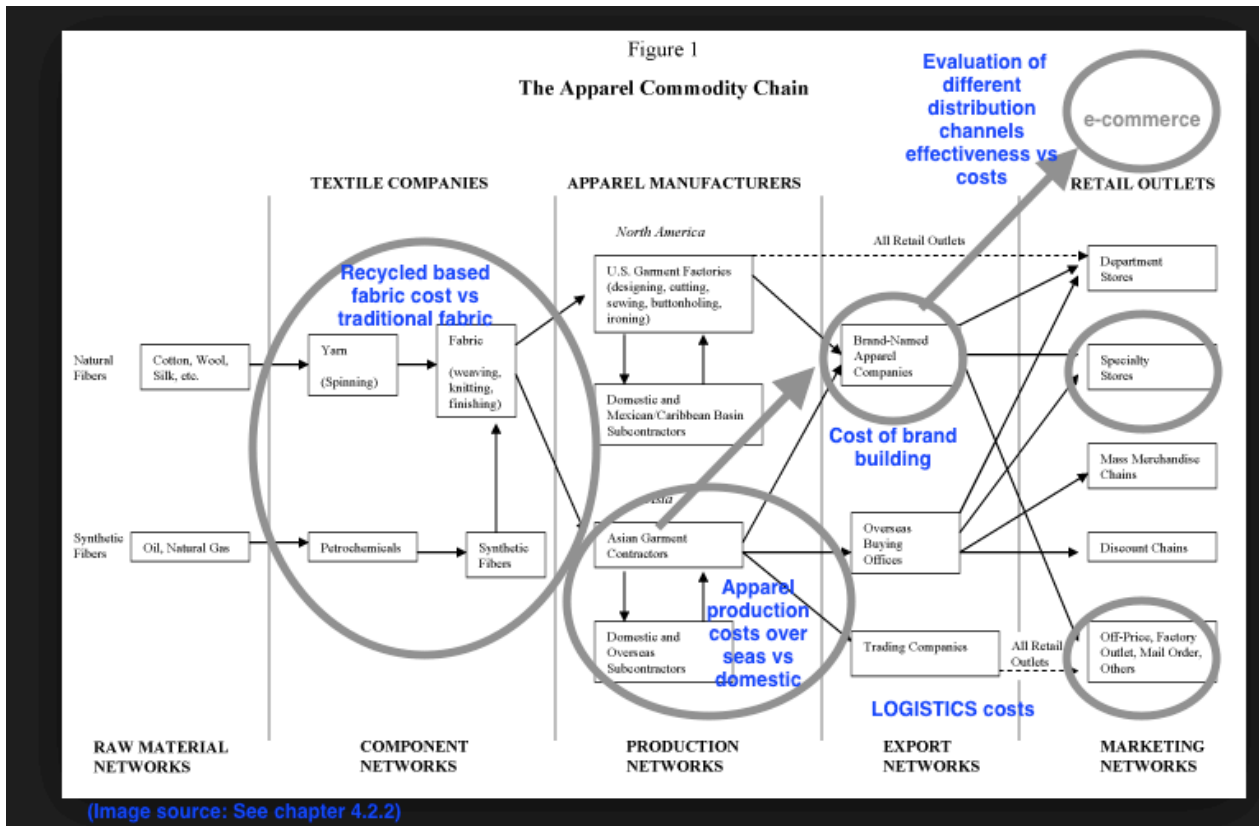 Figure 1
The Apparel Commodity Chain
Evaluation of
different
distribution
channels
effectiveness vs
costs
e-commerce
TEXTILE COMPANIES
APPAREL MANUFACTURERS
RETAIL OUTLETS
North America
All Retail Outlets
Recycled based
fabric cost vs
traditional fabric
U.S. Garment Factories
(designing, cutting,
sewing, buttonholing,
ironing)
Department
Stores
Natural
Fibers
Cotton, Wool,
Silk, etc.
Yarn
(Spinning)
Fabric
(weaving,
knitting,
finishing)
Brand-Named
Apparel
Companies
Specialty
Stores
Domestic and
Mexican/Caribbean Basin
Subcontractors
Cost of brand
building
Mass Merchandise
Chains
Synthetic
Fibers
Oil, Natural Gas
Petrochemicals
Synthetic
Fibers
Asian Garment
Contractors
Overseas
Buying
Offices
Discount Chains
Apparel
production
costs over
seas vs
domestic
Domestic and
Overseas
Subcontractors
Trading Companies
All Retail
Outlets
Off-Price, Factory
Outlet, Mail Order,
Others
LOGISTICS costs
RAW MATERIAL
NETWORKS
COMPONENT
NETWORKS
PRODUCTION
NETWORKS
EXPORT
NETWORKS
MARKETING
NETWORKS
(Image source: See chapter 4.2.2)